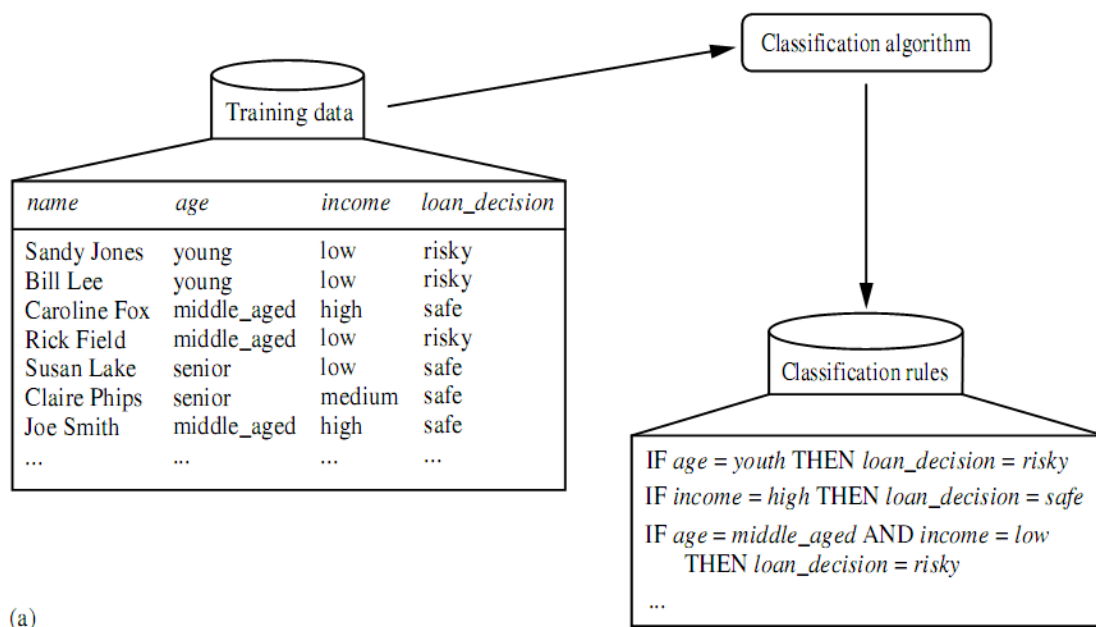 Classification algorithm
Training data
name age income loan_decision
Sandy Jones young low risky
Bill Lee young low risky
Caroline Fox middle_aged high safe
Rick Field middle_aged low risky
Susan Lake senior low safe
Claire Phips senior medium safe
Joe Smith middle_aged high safe
... ... ... ...
Classification rules
IF age = youth THEN loan_decision = risky
IF income = high THEN loan_decision = safe
IF age = middle_aged AND income = low
THEN loan_decision = risky
...
(a)